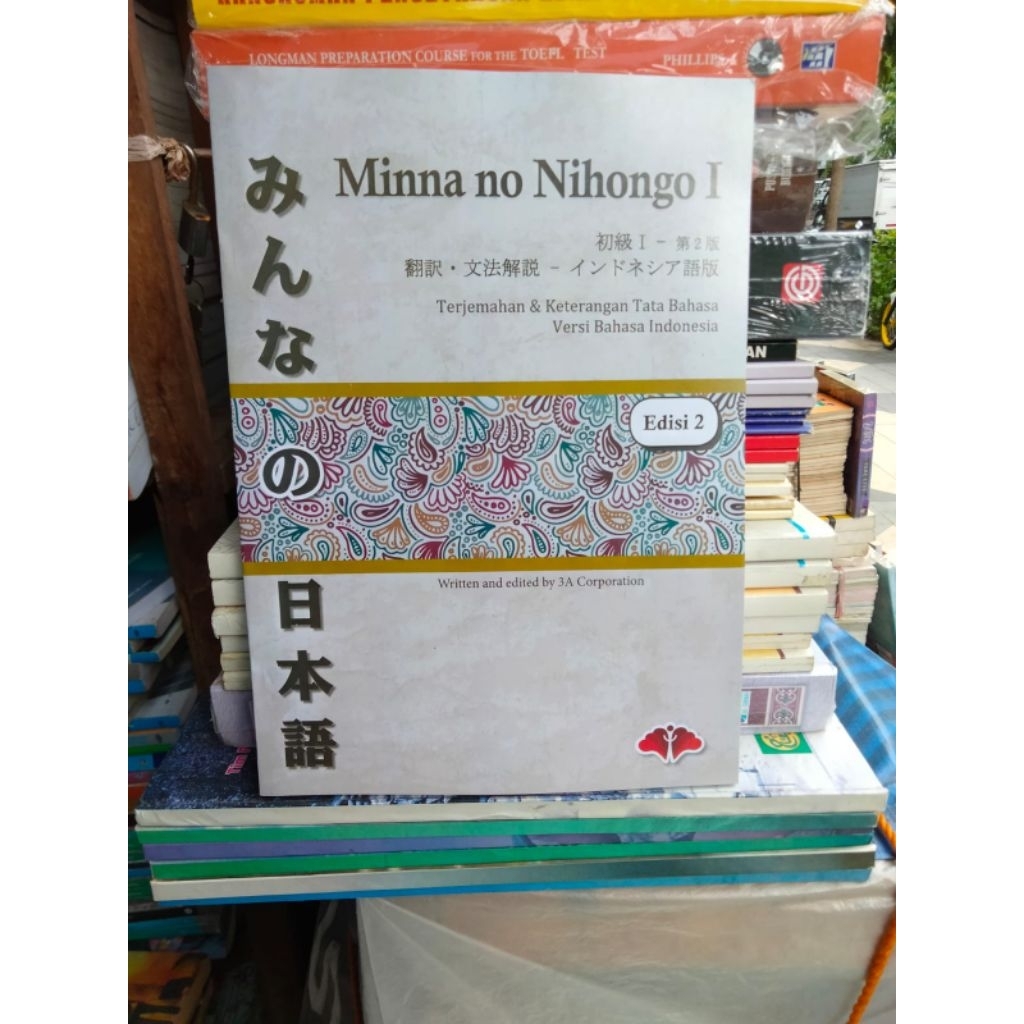 LONGMAN PREPARATION COURSE FOR THE TOEFL TEST
PHILLIPS
みんなの日本語
Minna no Nihongo I
初級 I - 第2版
翻訳・文法解説 - インドネシア語版
Terjemahan & Keterangan Tata Bahasa
Versi Bahasa Indonesia
Edisi 2
Written and edited by 3A Corporation
AN